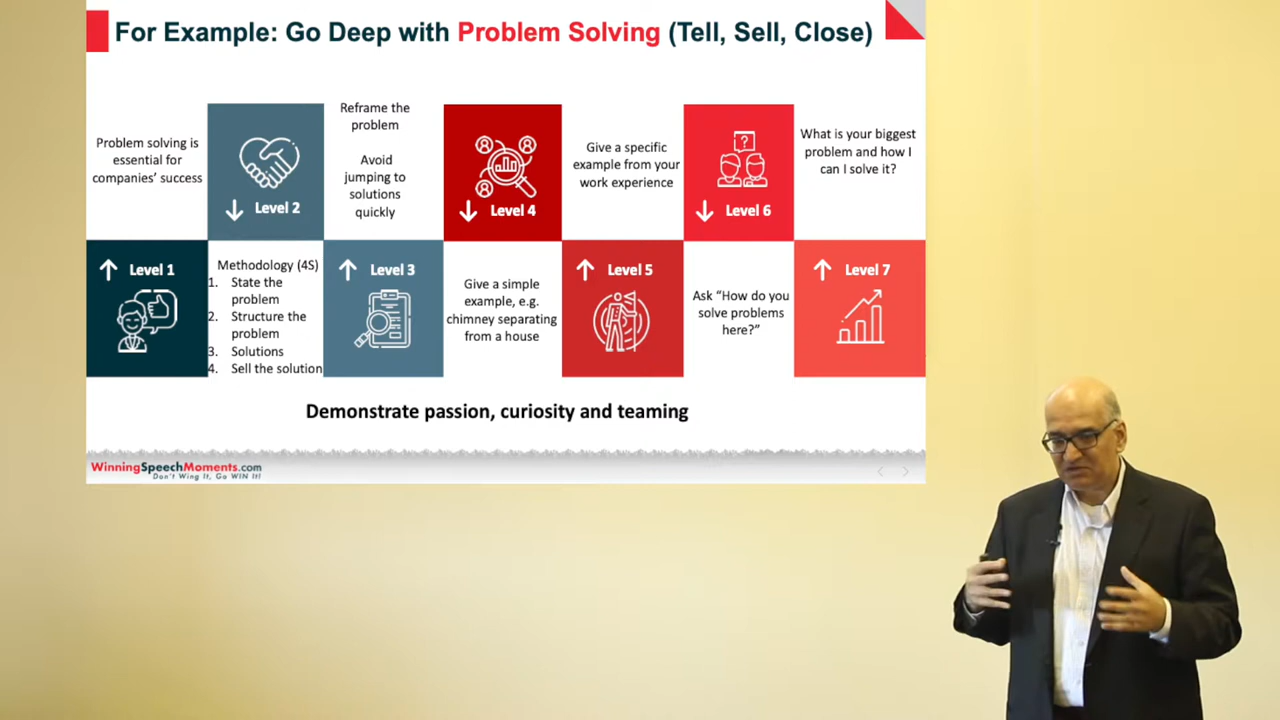 For Example: Go Deep with Problem Solving (Tell, Sell, Close)
Problem solving is
essential for
companies’ success
Level 1
Level 2
Methodology (4S)
1. State the
problem
2. Structure the
problem
3. Solutions
4. Sell the solution
Reframe the
problem
Avoid
jumping to
solutions
quickly
Level 3
Level 4
Give a simple
example, e.g.
chimney separating
from a house
Give a specific
example from your
work experience
Level 5
Level 6
Ask “How do you
solve problems
here?”
What is your biggest
problem and how I
can I solve it?
Level 7
Demonstrate passion, curiosity and teaming
WinningSpeechMoments.com
Don't Wing It, Go WIN It!